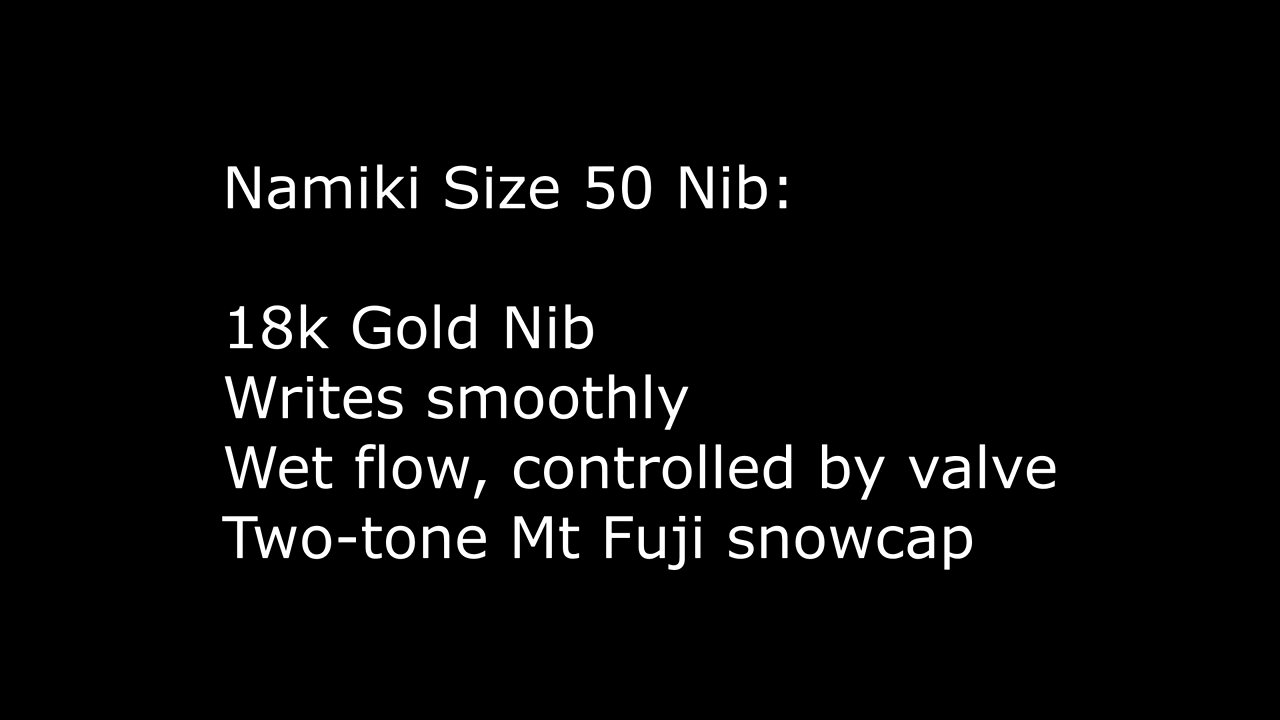 Namiki Size 50 Nib:
18k Gold Nib
Writes smoothly
Wet flow, controlled by valve
Two-tone Mt Fuji snowcap